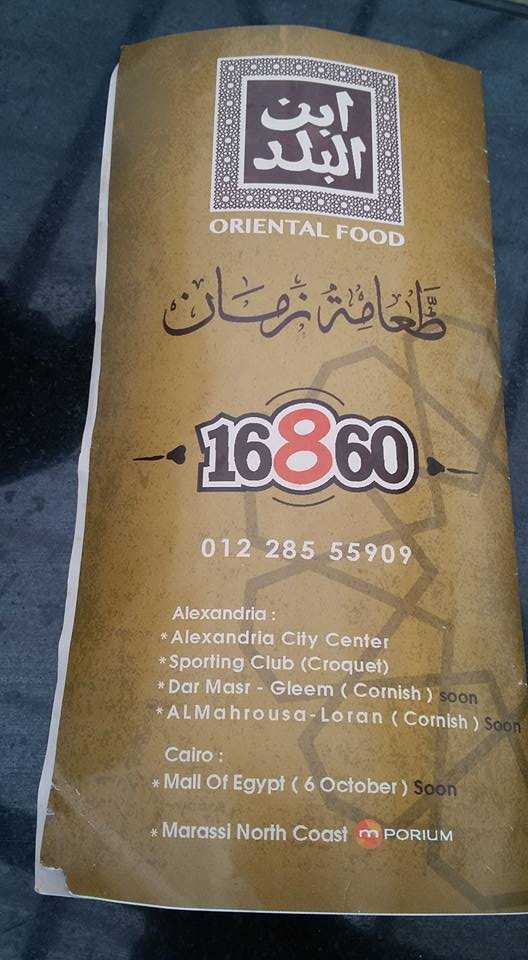 ابن
البلد
ORIENTAL FOOD
طعامة زمان
16860
012 285 55909
Alexandria :
* Alexandria City Center
* Sporting Club (Croquet)
* Dar Masr - Gleem ( Cornish ) soon
* ALMahrousa-Loran ( Cornish ) Soon
Cairo :
* Mall Of Egypt ( 6 October ) Soon
* Marassi North Coast mPORIUM